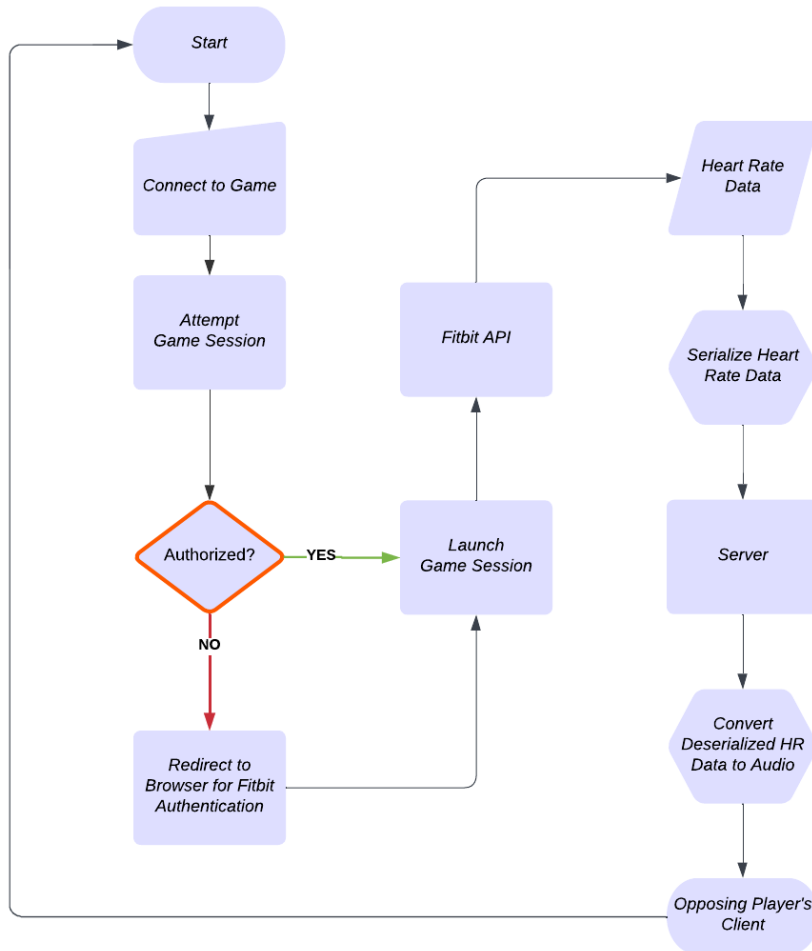 Start
Connect to Game
Attempt
Game Session
Authorized?
YES
NO
Redirect to
Browser for Fitbit
Authentication
Launch
Game Session
Fitbit API
Heart Rate
Data
Serialize Heart
Rate Data
Server
Convert
Deserialized HR
Data to Audio
Opposing Player's
Client